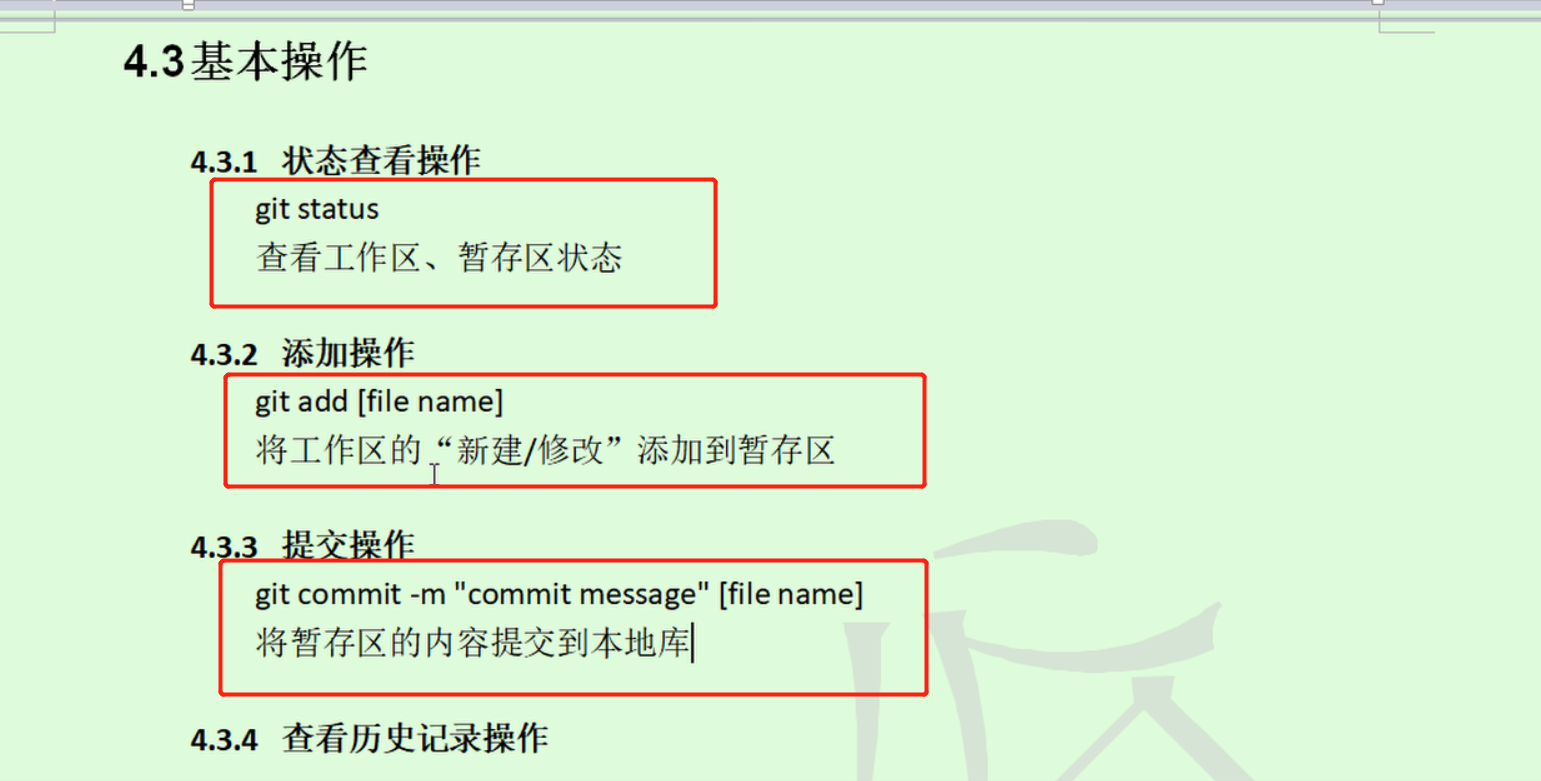 4.3基本操作
4.3.1 状态查看操作
git status
查看工作区、暂存区状态
4.3.2 添加操作
git add [file name]
将工作区的“新建/修改”添加到暂存区
4.3.3 提交操作
git commit -m "commit message" [file name]
将暂存区的内容提交到本地库
4.3.4 查看历史记录操作